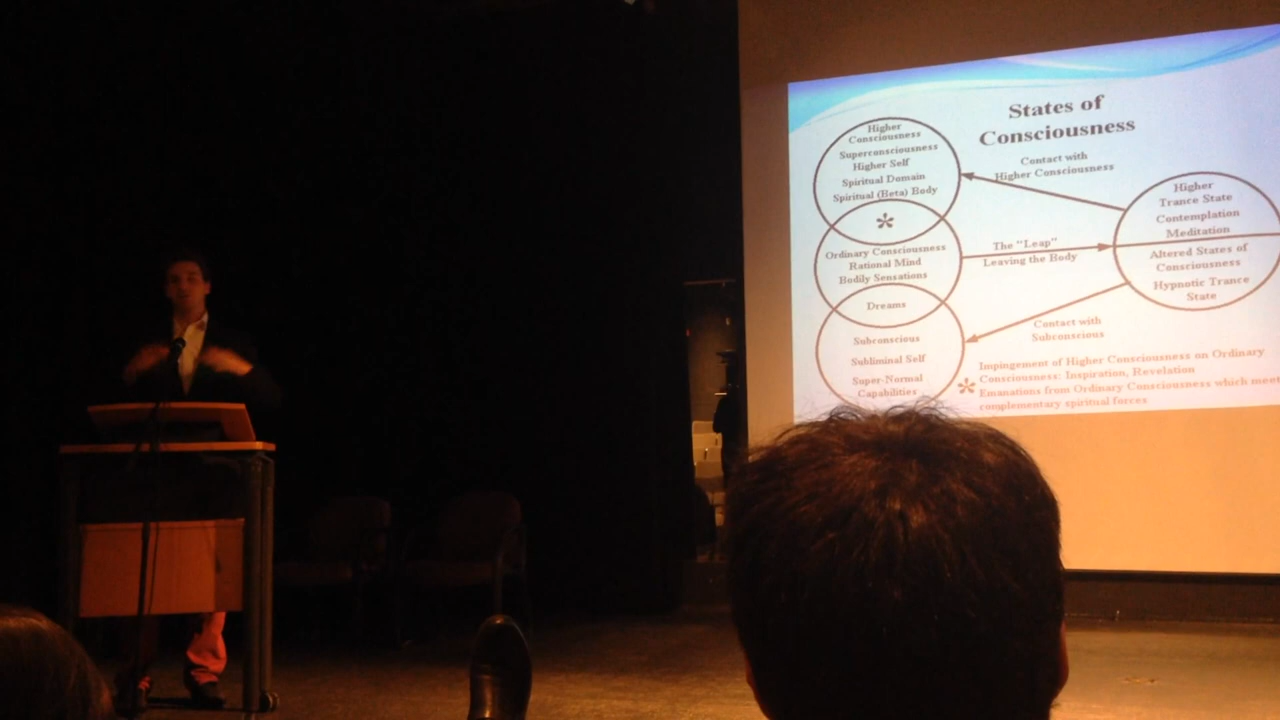 States of
Consciousness
Higher
Consciousness
Superconsciousness
Higher Self
Spiritual Domain
Spiritual (Beta) Body
*
Ordinary Consciousness
Rational Mind
Bodily Sensations
Dreams
Subconscious
Subliminal Self
Super-Normal
Capabilities
Contact with
Higher Consciousness
The "Leap"
Leaving the Body
Contact with
Subconscious
Higher
Trance State
Contemplation
Meditation
Altered States of
Consciousness
Hypnotic Trance
State
* Impingement of Higher Consciousness on Ordinary
Consciousness: Inspiration, Revelation
Emanations from Ordinary Consciousness which meet
complementary spiritual forces